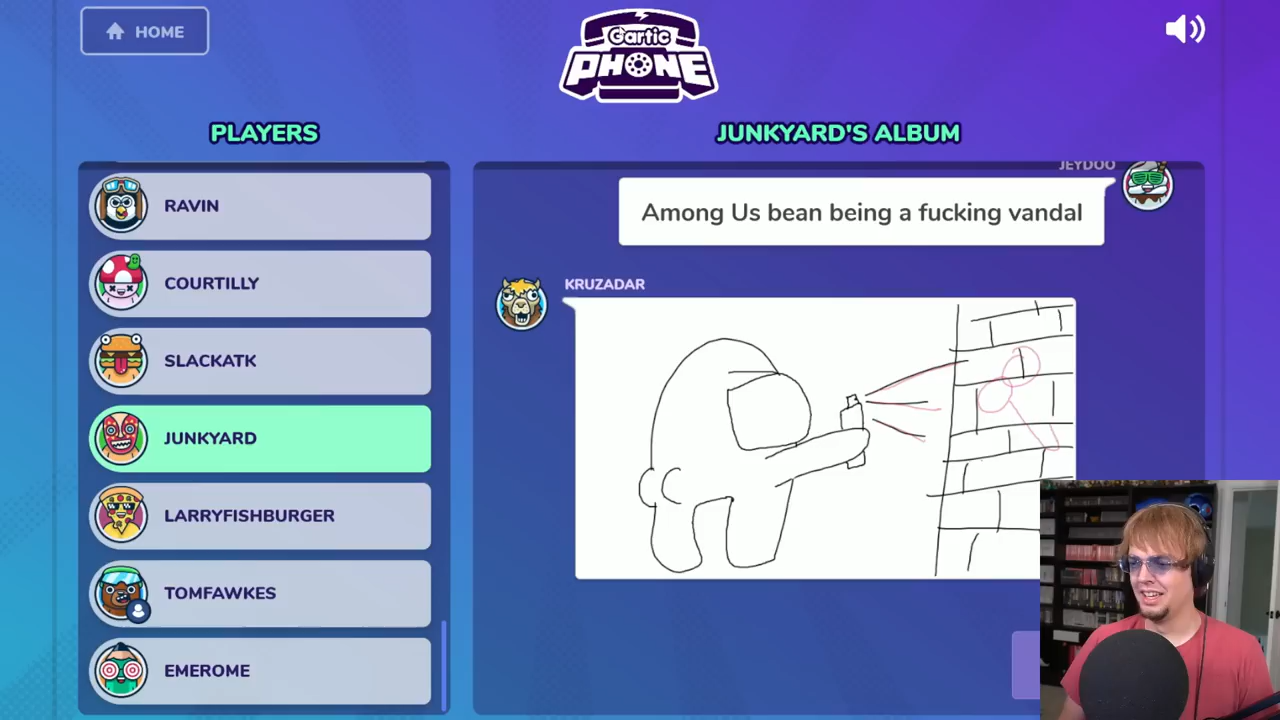 HOME
Gartic
PHONE
PLAYERS
JUNKYARD'S ALBUM
RAVIN
COURTILLY
SLACKATK
JUNKYARD
LARRYFISHBURGER
TOMFAWKES
EMEROME
JEYDOO
Among Us bean being a fucking vandal
KRUZADAR